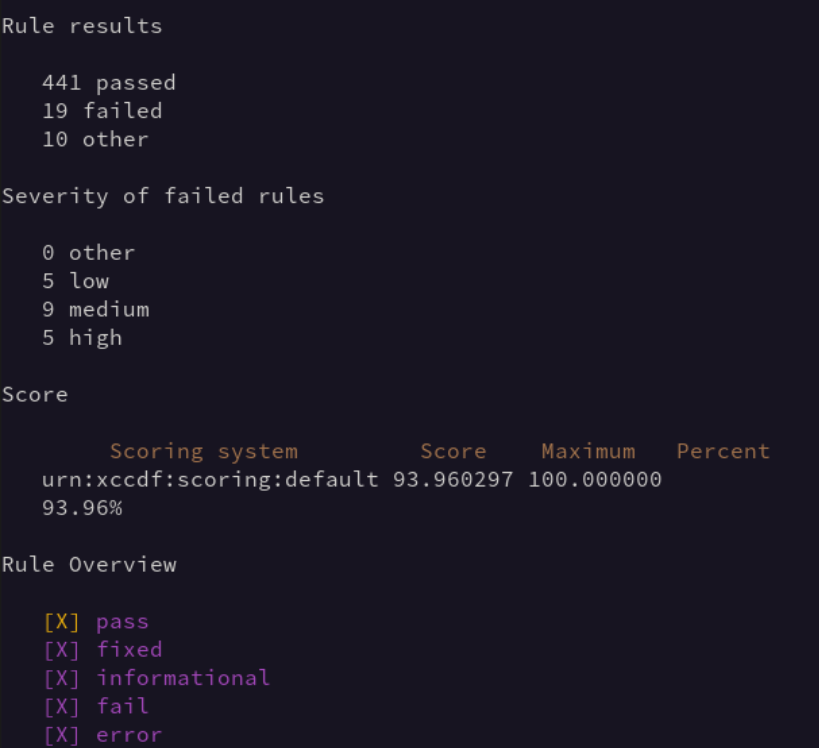 Rule results
441 passed
19 failed
10 other
Severity of failed rules
0 other
5 low
9 medium
5 high
Score
Scoring system Score Maximum Percent
urn:xccdf:scoring:default 93.960297 100.000000
93.96%
Rule Overview
[X] pass
[X] fixed
[X] informational
[X] fail
[X] error